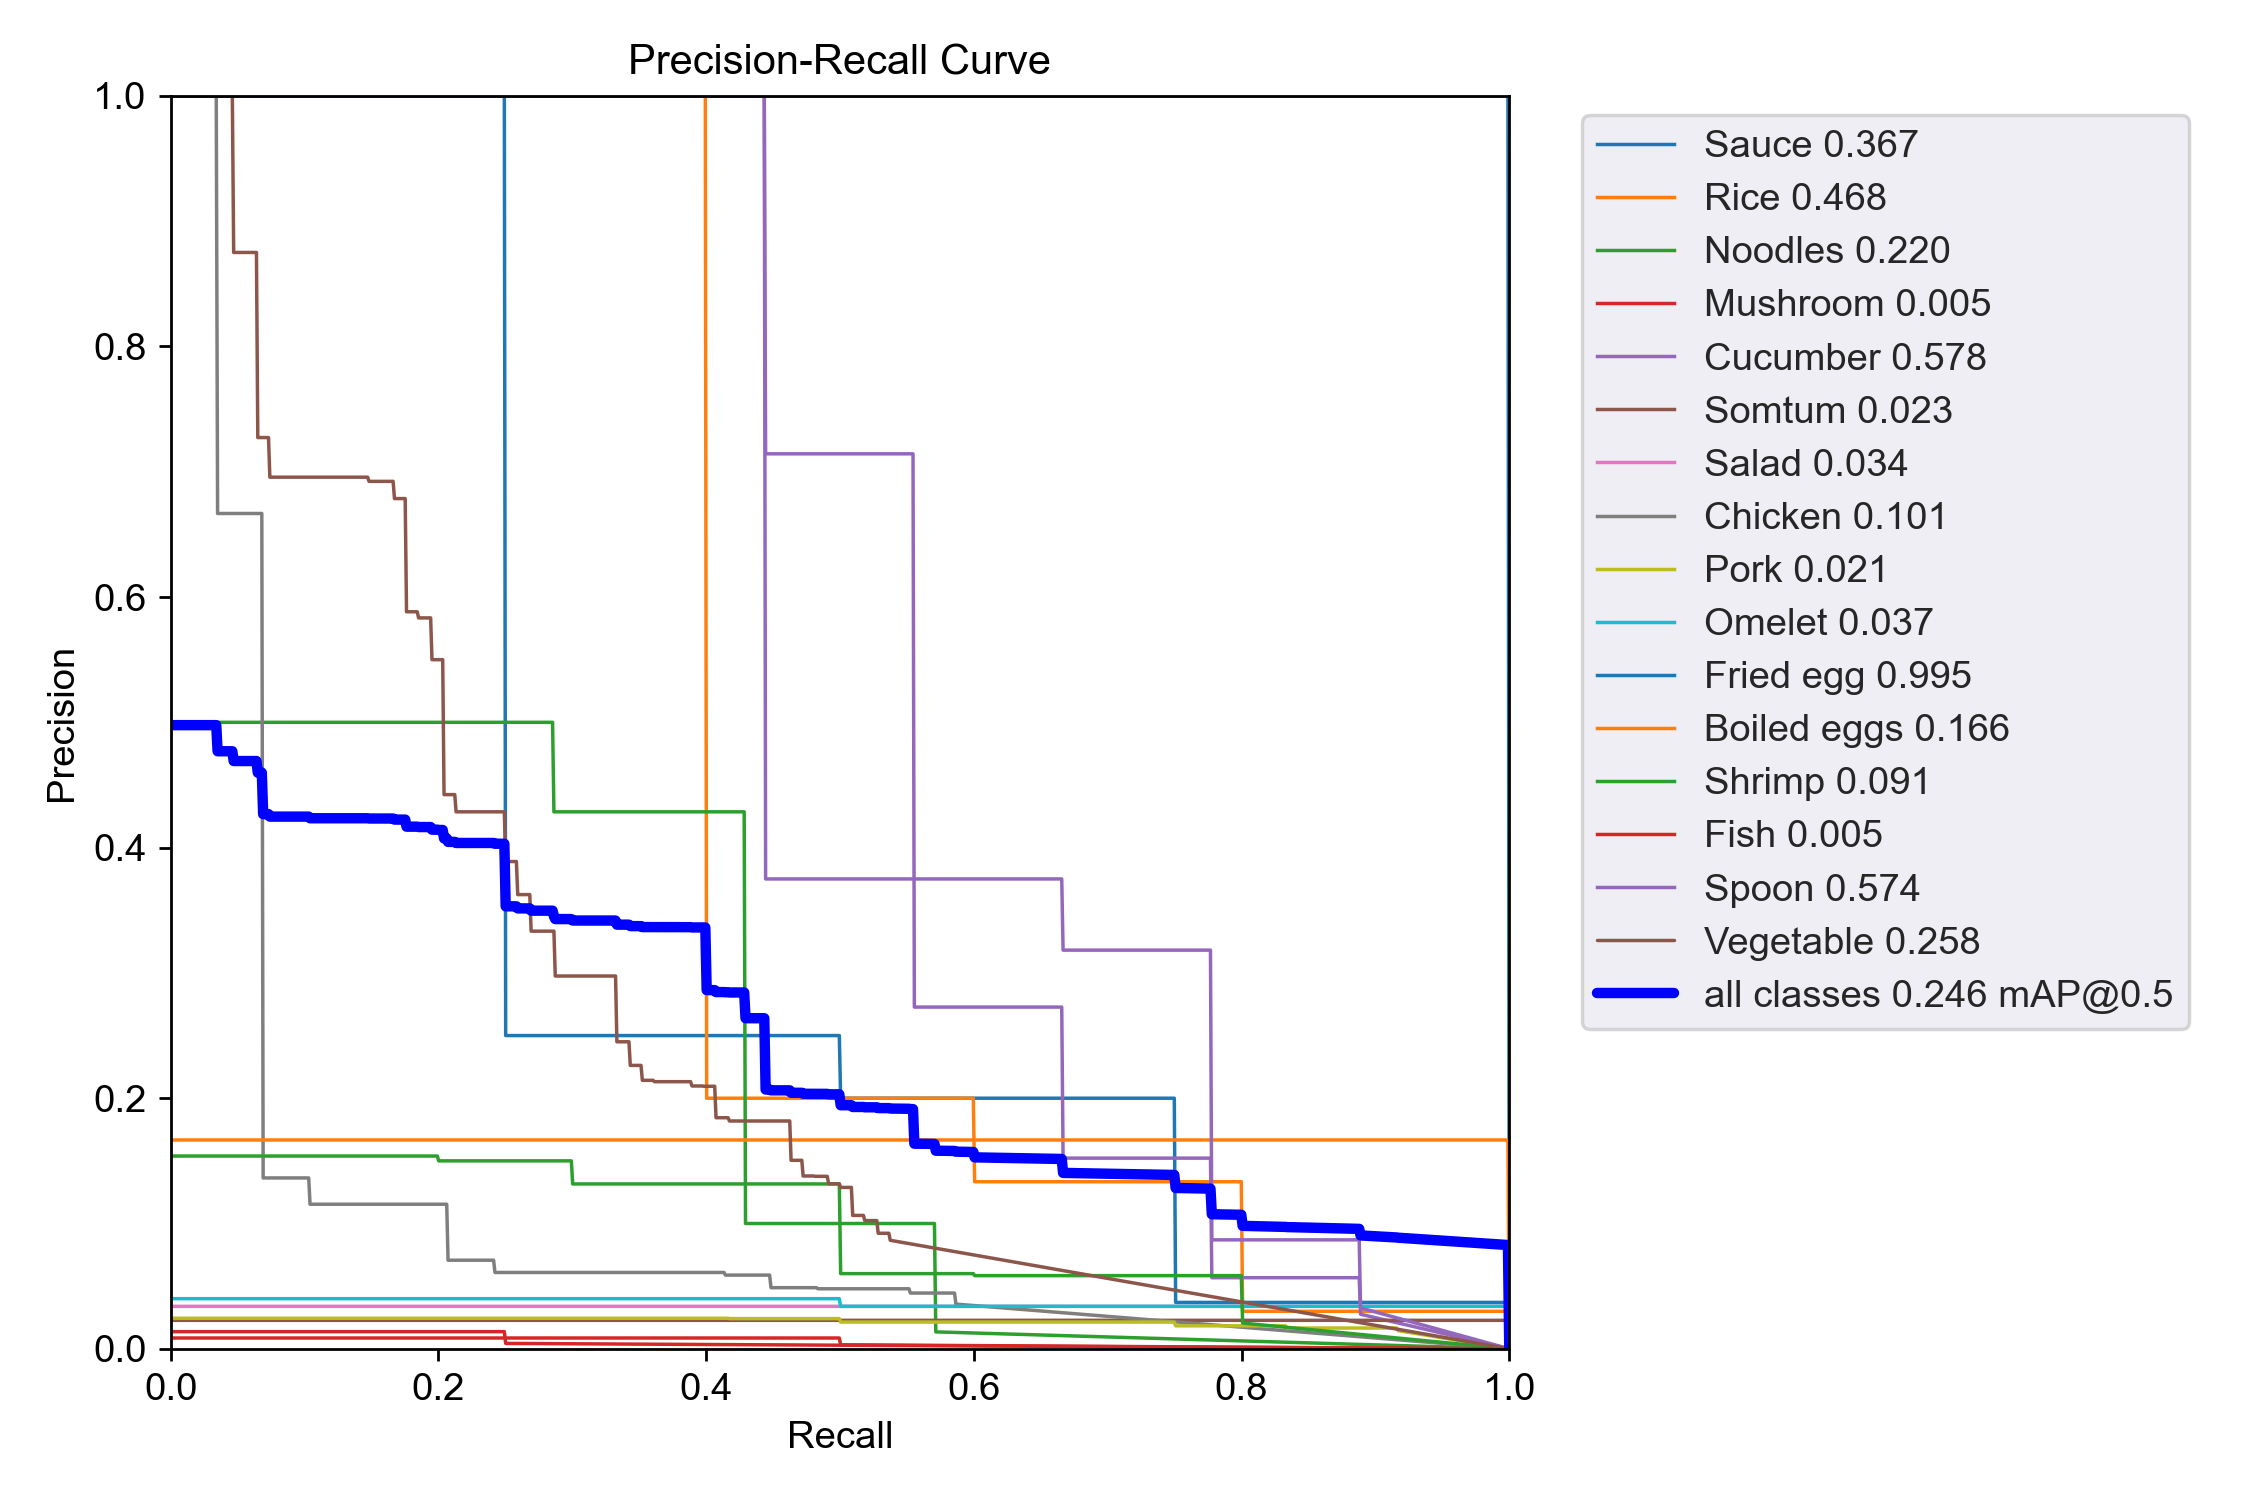 Precision-Recall Curve
1.0
0.8
0.6
0.4
0.2
0.0
Precision
0.0 0.2 0.4 0.6 0.8 1.0
Recall
Sauce 0.367
Rice 0.468
Noodles 0.220
Mushroom 0.005
Cucumber 0.578
Somtum 0.023
Salad 0.034
Chicken 0.101
Pork 0.021
Omelet 0.037
Fried egg 0.995
Boiled eggs 0.166
Shrimp 0.091
Fish 0.005
Spoon 0.574
Vegetable 0.258
all classes 0.246 mAP@0.5